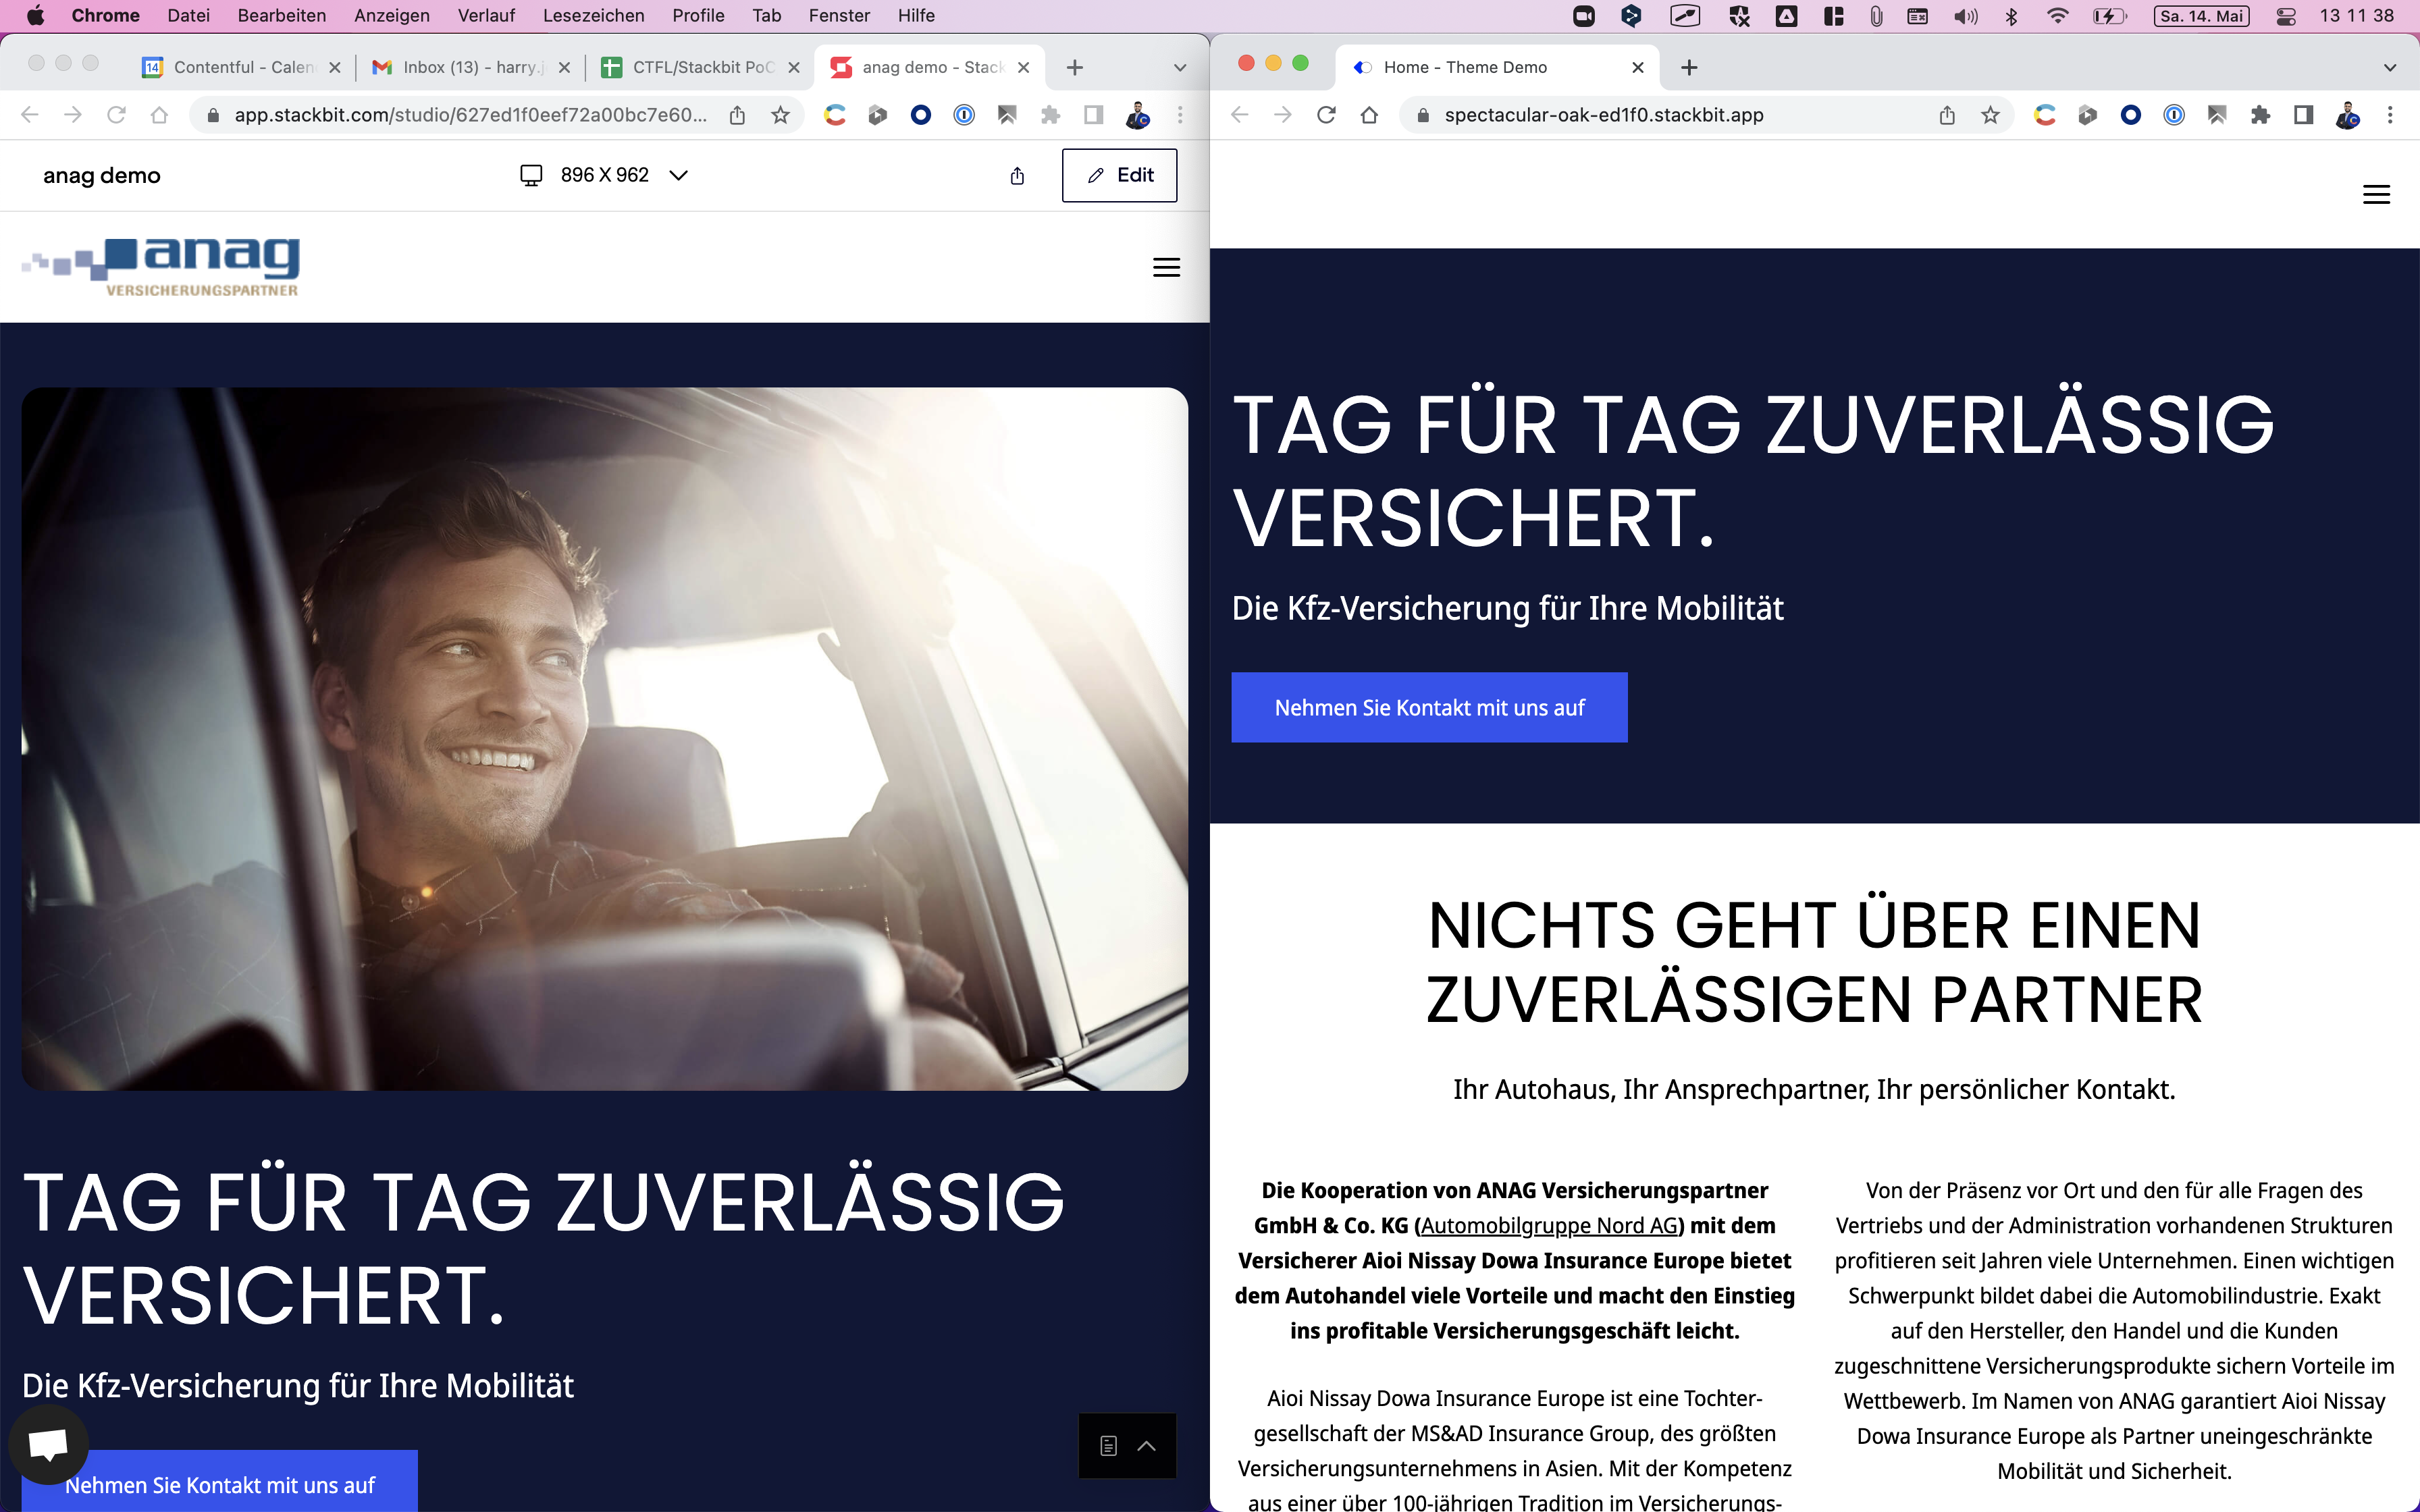 Chrome Datei Bearbeiten Anzeigen Verlauf Lesezeichen Profile Tab Fenster Hilfe
Sa. 14. Mai 13 11 38
14 Contentful - Calen
Inbox (13) - harry.j
CTFL/Stackbit PoC
anag demo - Stack
app.stackbit.com/studio/627ed1f0eef72a00bc7e60...
anag demo
896 X 962
Edit
anag
VERSICHERUNGSPARTNER
TAG FÜR TAG ZUVERLÄSSIG
VERSICHERT.
Die Kfz-Versicherung für Ihre Mobilität
Nehmen Sie Kontakt mit uns auf
Home - Theme Demo
spectacular-oak-ed1f0.stackbit.app
TAG FÜR TAG ZUVERLÄSSIG
VERSICHERT.
Die Kfz-Versicherung für Ihre Mobilität
Nehmen Sie Kontakt mit uns auf
NICHTS GEHT ÜBER EINEN
ZUVERLÄSSIGEN PARTNER
Ihr Autohaus, Ihr Ansprechpartner, Ihr persönlicher Kontakt.
Die Kooperation von ANAG Versicherungspartner
GmbH & Co. KG (Automobilgruppe Nord AG) mit dem
Versicherer Aioi Nissay Dowa Insurance Europe bietet
dem Autohandel viele Vorteile und macht den Einstieg
ins profitable Versicherungsgeschäft leicht.
Aioi Nissay Dowa Insurance Europe ist eine Tochter-
gesellschaft der MS&AD Insurance Group, des größten
Versicherungsunternehmens in Asien. Mit der Kompetenz
aus einer über 100-jährigen Tradition im Versicherungs-
Von der Präsenz vor Ort und den für alle Fragen des
Vertriebs und der Administration vorhandenen Strukturen
profitieren seit Jahren viele Unternehmen. Einen wichtigen
Schwerpunkt bildet dabei die Automobilindustrie. Exakt
auf den Hersteller, den Handel und die Kunden
zugeschnittene Versicherungsprodukte sichern Vorteile im
Wettbewerb. Im Namen von ANAG garantiert Aioi Nissay
Dowa Insurance Europe als Partner uneingeschränkte
Mobilität und Sicherheit.